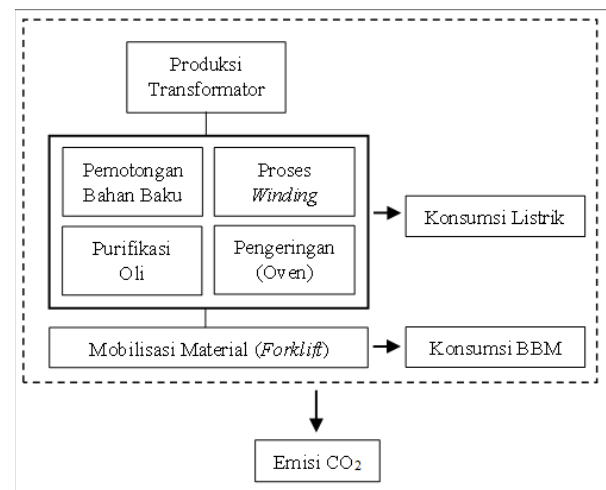 Produksi
Transformator
Pemotongan
Bahan Baku
Proses
Winding
Purifikasi
Oli
Pengeringan
(Oven)
Konsumsi Listrik
Mobilisasi Material (Forklift)
Konsumsi BBM
Emisi CO₂